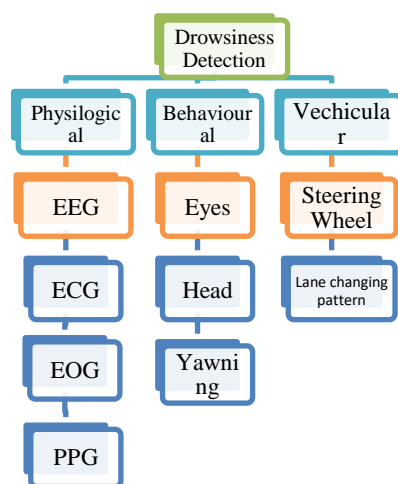 Drowsiness
Detection
Physilogic
al
Behaviour
al
Vechicula
r
EEG
Eyes
Steering
Wheel
ECG
Head
Lane changing
pattern
EOG
Yawni
ng
PPG